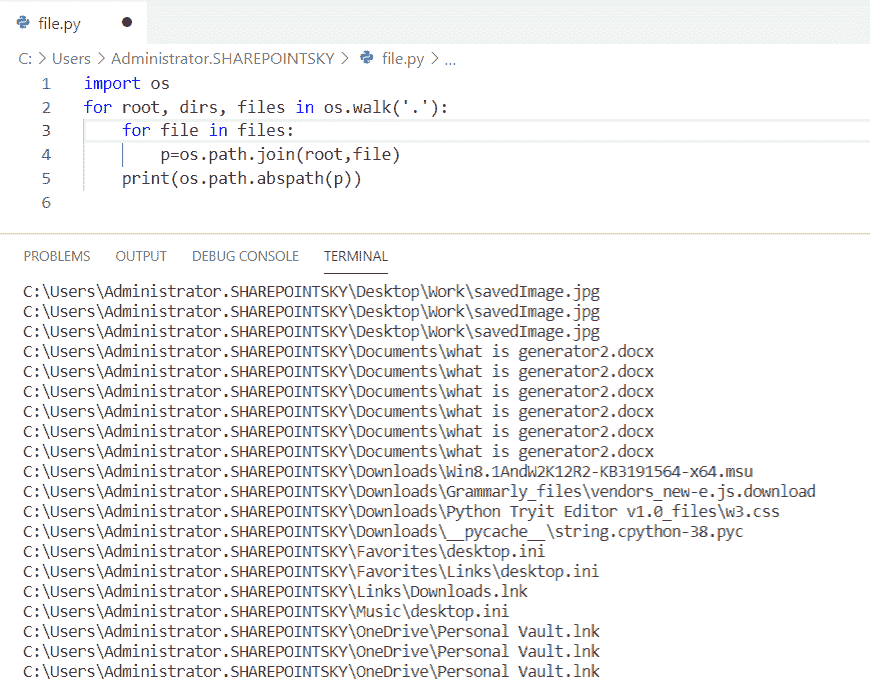 file.py
C: > Users > Administrator.SHAREPOINTSKY > file.py > ...
1 import os
2 for root, dirs, files in os.walk('.'):
3 for file in files:
4 p=os.path.join(root,file)
5 print(os.path.abspath(p))
6
PROBLEMS OUTPUT DEBUG CONSOLE TERMINAL
C:\Users\Administrator.SHAREPOINTSKY\Desktop\Work\savedImage.jpg
C:\Users\Administrator.SHAREPOINTSKY\Desktop\Work\savedImage.jpg
C:\Users\Administrator.SHAREPOINTSKY\Desktop\Work\savedImage.jpg
C:\Users\Administrator.SHAREPOINTSKY\Documents\what is generator2.docx
C:\Users\Administrator.SHAREPOINTSKY\Documents\what is generator2.docx
C:\Users\Administrator.SHAREPOINTSKY\Documents\what is generator2.docx
C:\Users\Administrator.SHAREPOINTSKY\Documents\what is generator2.docx
C:\Users\Administrator.SHAREPOINTSKY\Documents\what is generator2.docx
C:\Users\Administrator.SHAREPOINTSKY\Documents\what is generator2.docx
C:\Users\Administrator.SHAREPOINTSKY\Downloads\Win8.1AndW2K12R2-KB3191564-x64.msu
C:\Users\Administrator.SHAREPOINTSKY\Downloads\Grammarly_files\vendors_new-e.js.download
C:\Users\Administrator.SHAREPOINTSKY\Downloads\Python Tryit Editor v1.0_files\w3.css
C:\Users\Administrator.SHAREPOINTSKY\Downloads\__pycache__\string.cpython-38.pyc
C:\Users\Administrator.SHAREPOINTSKY\Favorites\desktop.ini
C:\Users\Administrator.SHAREPOINTSKY\Favorites\Links\desktop.ini
C:\Users\Administrator.SHAREPOINTSKY\Links\Downloads.lnk
C:\Users\Administrator.SHAREPOINTSKY\Music\desktop.ini
C:\Users\Administrator.SHAREPOINTSKY\OneDrive\Personal Vault.lnk
C:\Users\Administrator.SHAREPOINTSKY\OneDrive\Personal Vault.lnk
C:\Users\Administrator.SHAREPOINTSKY\OneDrive\Personal Vault.lnk